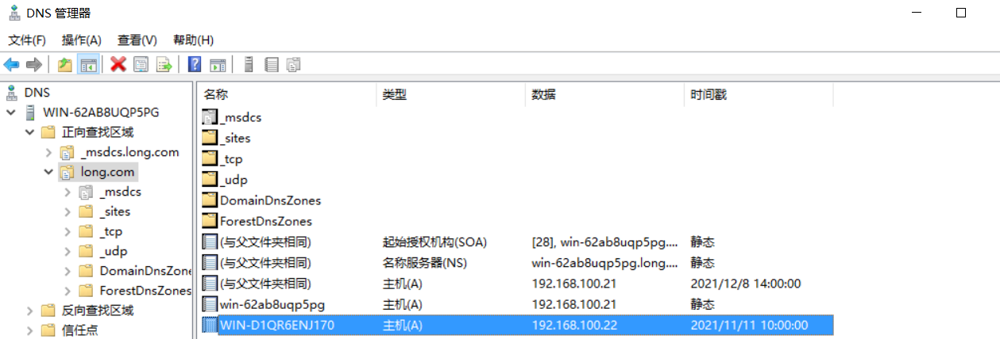 DNS 管理器
文件(F) 操作(A) 查看(V) 帮助(H)
DNS
WIN-62AB8UQP5PG
正向查找区域
_msdcs.long.com
long.com
_msdcs
_sites
_tcp
_udp
DomainDnsZone
ForestDnsZones
反向查找区域
信任点
名称 类型 数据 时间戳
_msdcs
_sites
_tcp
_udp
DomainDnsZones
ForestDnsZones
(与父文件夹相同) 起始授权机构(SOA) [28], win-62ab8uqp5pg.... 静态
(与父文件夹相同) 名称服务器(NS) win-62ab8uqp5pg.long.... 静态
(与父文件夹相同) 主机(A) 192.168.100.21 2021/12/8 14:00:00
win-62ab8uqp5pg 主机(A) 192.168.100.21 静态
WIN-D1QR6ENJ170 主机(A) 192.168.100.22 2021/11/11 10:00:00